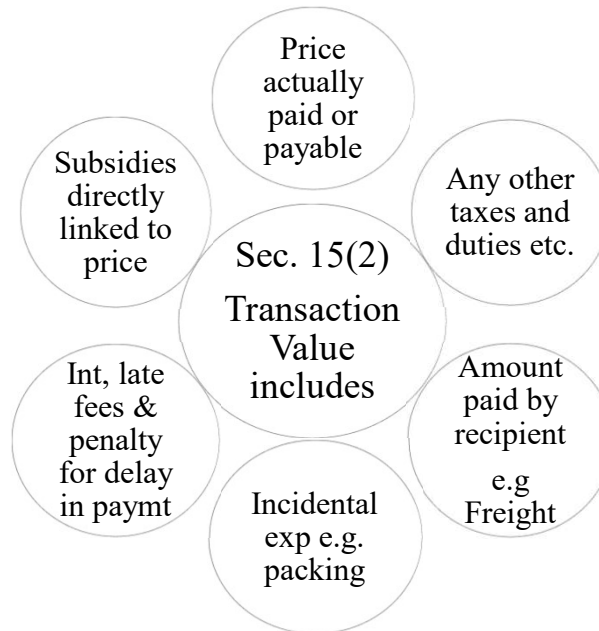 Price
actually
paid or
payable
Any other
taxes and
duties etc.
Amount
paid by
recipient
e.g
Freight
Incidental
exp e.g.
packing
Int, late
fees &
penalty
for delay
in paymt
Subsidies
directly
linked to
price
Sec. 15(2)
Transaction
Value
includes